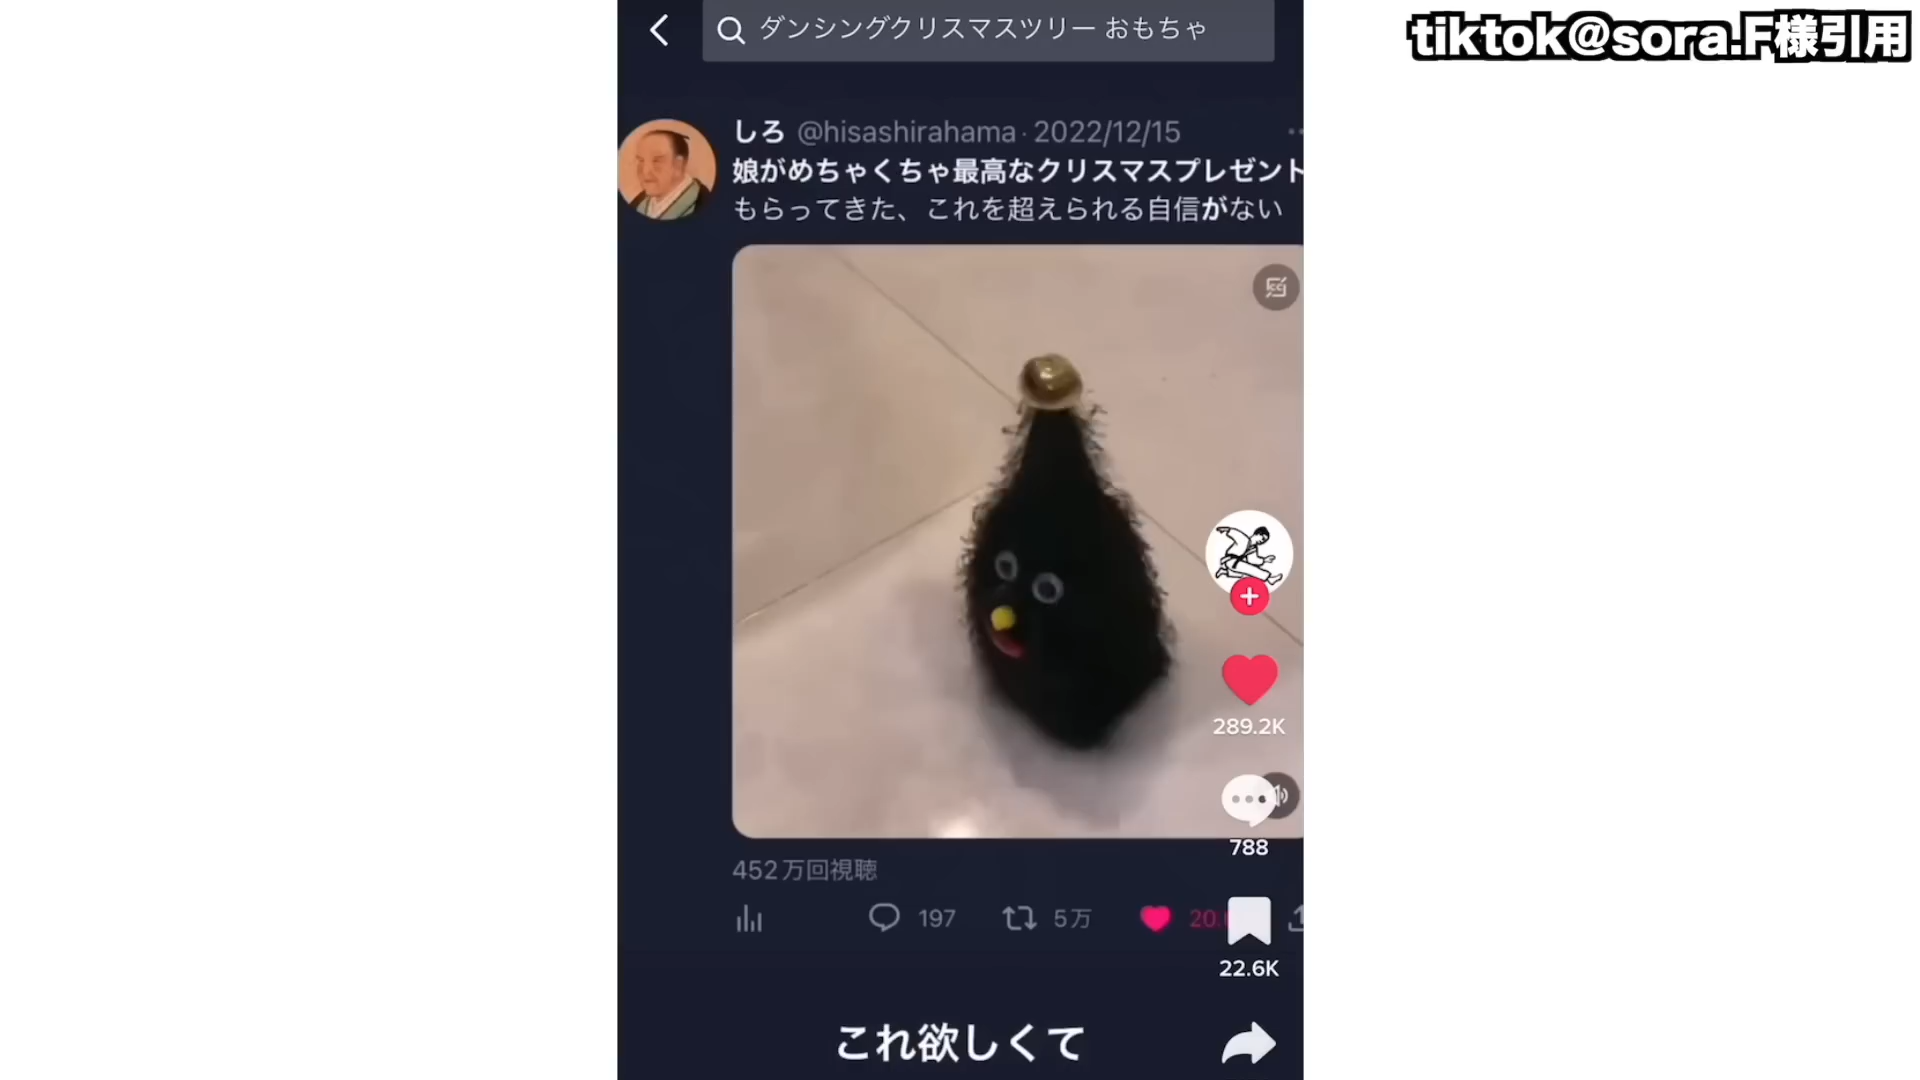 ダンシングクリスマスツリー おもちゃ
tiktok@sora.F様引用
しろ @hisashirahama · 2022/12/15
娘がめちゃくちゃ最高なクリスマスプレゼント
もらってきた、これを超えられる自信がない
289.2K
788
452万回視聴
197 5万 20.
22.6K
これ欲しくて